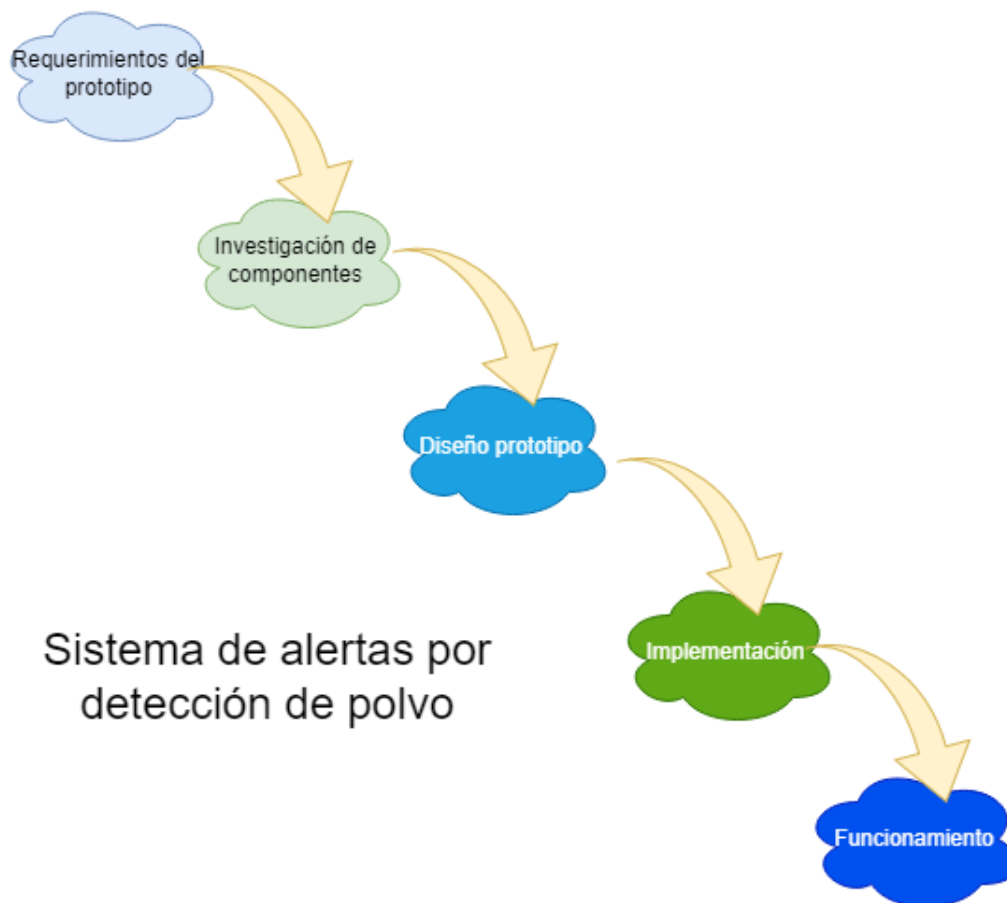 Requerimientos del
prototipo
Investigación de
componentes
Diseño prototipo
Implementación
Sistema de alertas por
detección de polvo
Funcionamiento